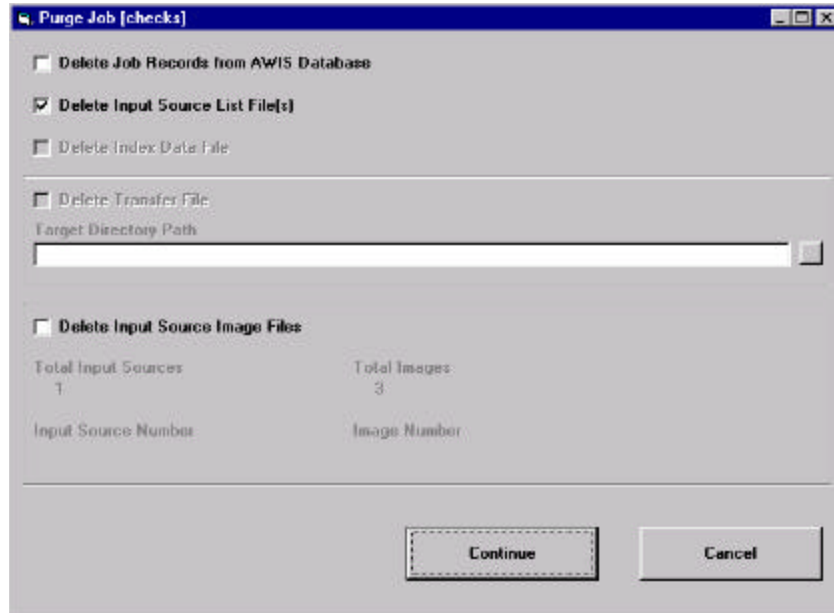 Purge Job [checks]
Delete Job Records from AWIS Database
Delete Input Source List File(s)
Delete Index Data File
Delete Transfer File
Target Directory Path
Delete Input Source Image Files
Total Input Sources Total Images
1 3
Input Source Number Image Number
Continue Cancel